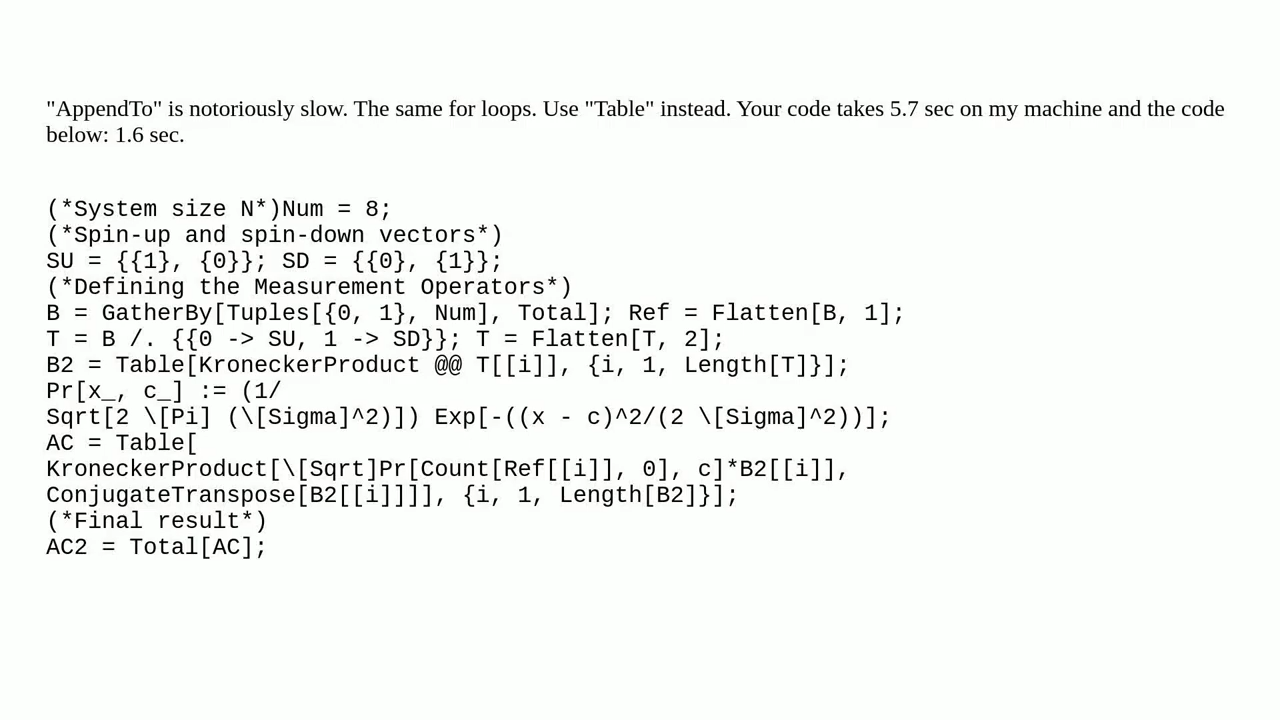 "AppendTo" is notoriously slow. The same for loops. Use "Table" instead. Your code takes 5.7 sec on my machine and the code
below: 1.6 sec.
(*System size N*)Num = 8;
(*Spin-up and spin-down vectors*)
SU = {{1}, {0}}; SD = {{0}, {1}};
(*Defining the Measurement Operators*)
B = GatherBy[Tuples[{0, 1}, Num], Total]; Ref = Flatten[B, 1];
T = B /. {{0 -> SU, 1 -> SD}}; T = Flatten[T, 2];
B2 = Table[KroneckerProduct @@ T[[i]], {i, 1, Length[T]}];
Pr[x_, c_] := (1/
Sqrt[2 \[Pi] (\[Sigma]^2)]) Exp[-((x - c)^2/(2 \[Sigma]^2))];
AC = Table[
KroneckerProduct[\[Sqrt]Pr[Count[Ref[[i]], 0], c]*B2[[i]],
ConjugateTranspose[B2[[i]]]], {i, 1, Length[B2]}];
(*Final result*)
AC2 = Total[AC];